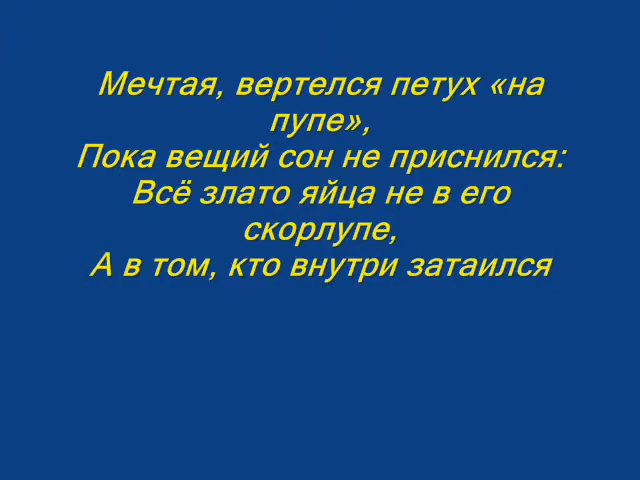 Мечтая, вертелся петух «на
пупе»,
Пока вещий сон не приснился:
Всё злато яйца не в его
скорлупе,
А в том, кто внутри затаился